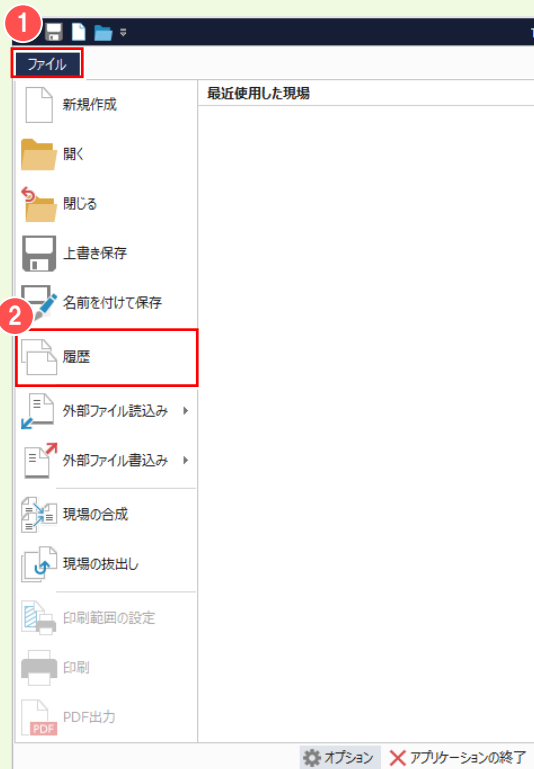 1
ファイル
最近使用した現場
新規作成
開く
閉じる
上書き保存
名前を付けて保存
2
履歴
外部ファイル読込み
外部ファイル書込み
現場の合成
現場の抜出し
印刷範囲の設定
印刷
PDF出力
PDF
オプション
アプリケーションの終了